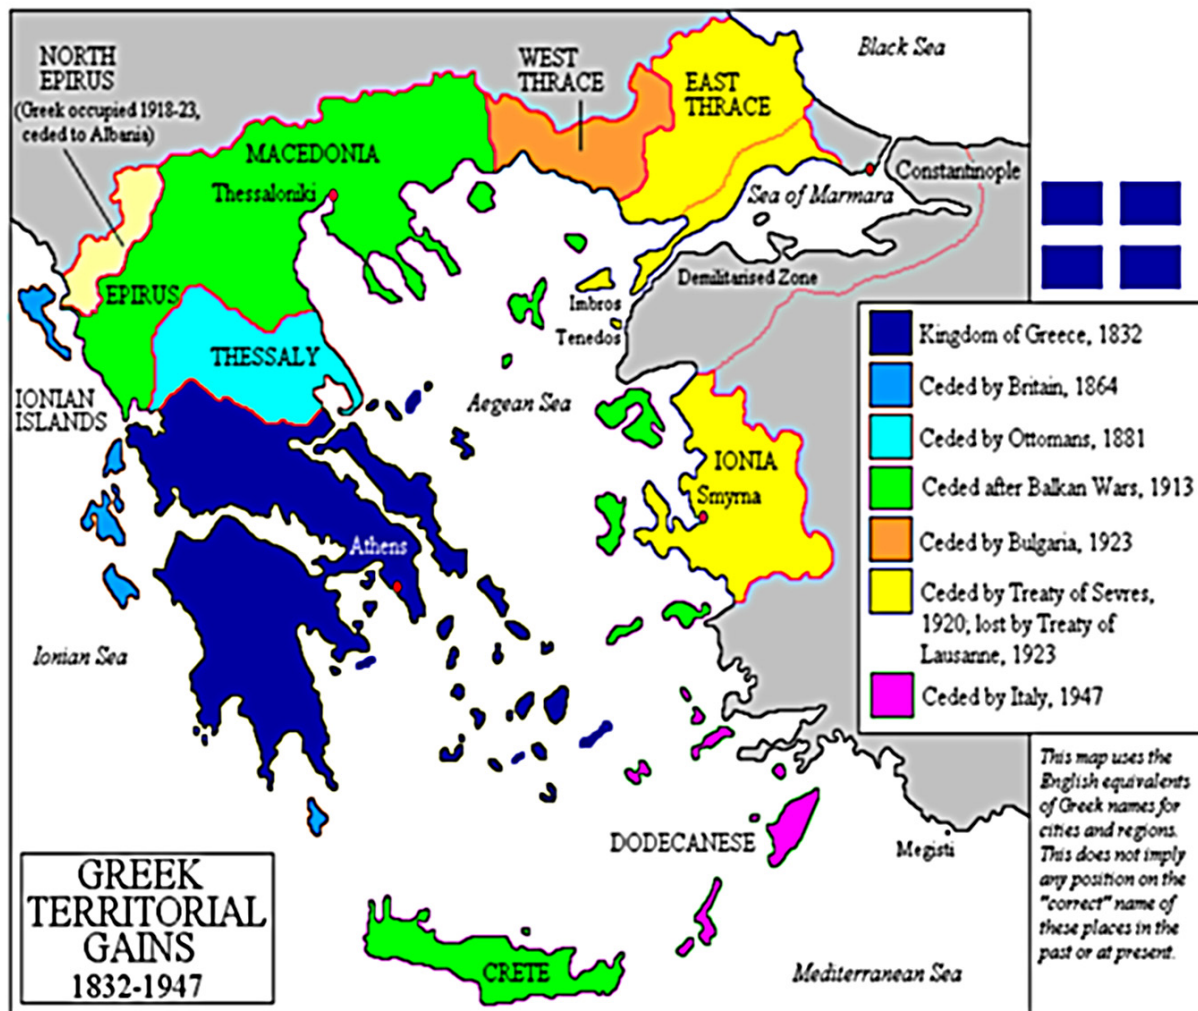 NORTH
EPIRUS
(Greek occupied 1918-23,
ceded to Albania)
WEST
THRACE
EAST
THRACE
Black Sea
MACEDONIA
Thessaloniki
Constantinople
Sea of Marmara
Demilitarised Zone
EPIRUS
Imbros
Tenedos
THESSALY
IONIAN
ISLANDS
Aegean Sea
IONIA
Smyrna
Athens
Ionian Sea
Kingdom of Greece, 1832
Ceded by Britain, 1864
Ceded by Ottomans, 1881
Ceded after Balkan Wars, 1913
Ceded by Bulgaria, 1923
Ceded by Treaty of Sevres,
1920; lost by Treaty of
Lausanne, 1923
Ceded by Italy, 1947
DODECANESE
Megisti
CRETE
Mediterranean Sea
GREEK
TERRITORIAL
GAINS
1832-1947
This map uses the
English equivalents
of Greek names for
cities and regions.
This does not imply
any position on the
"correct" name of
these places in the
past or at present.